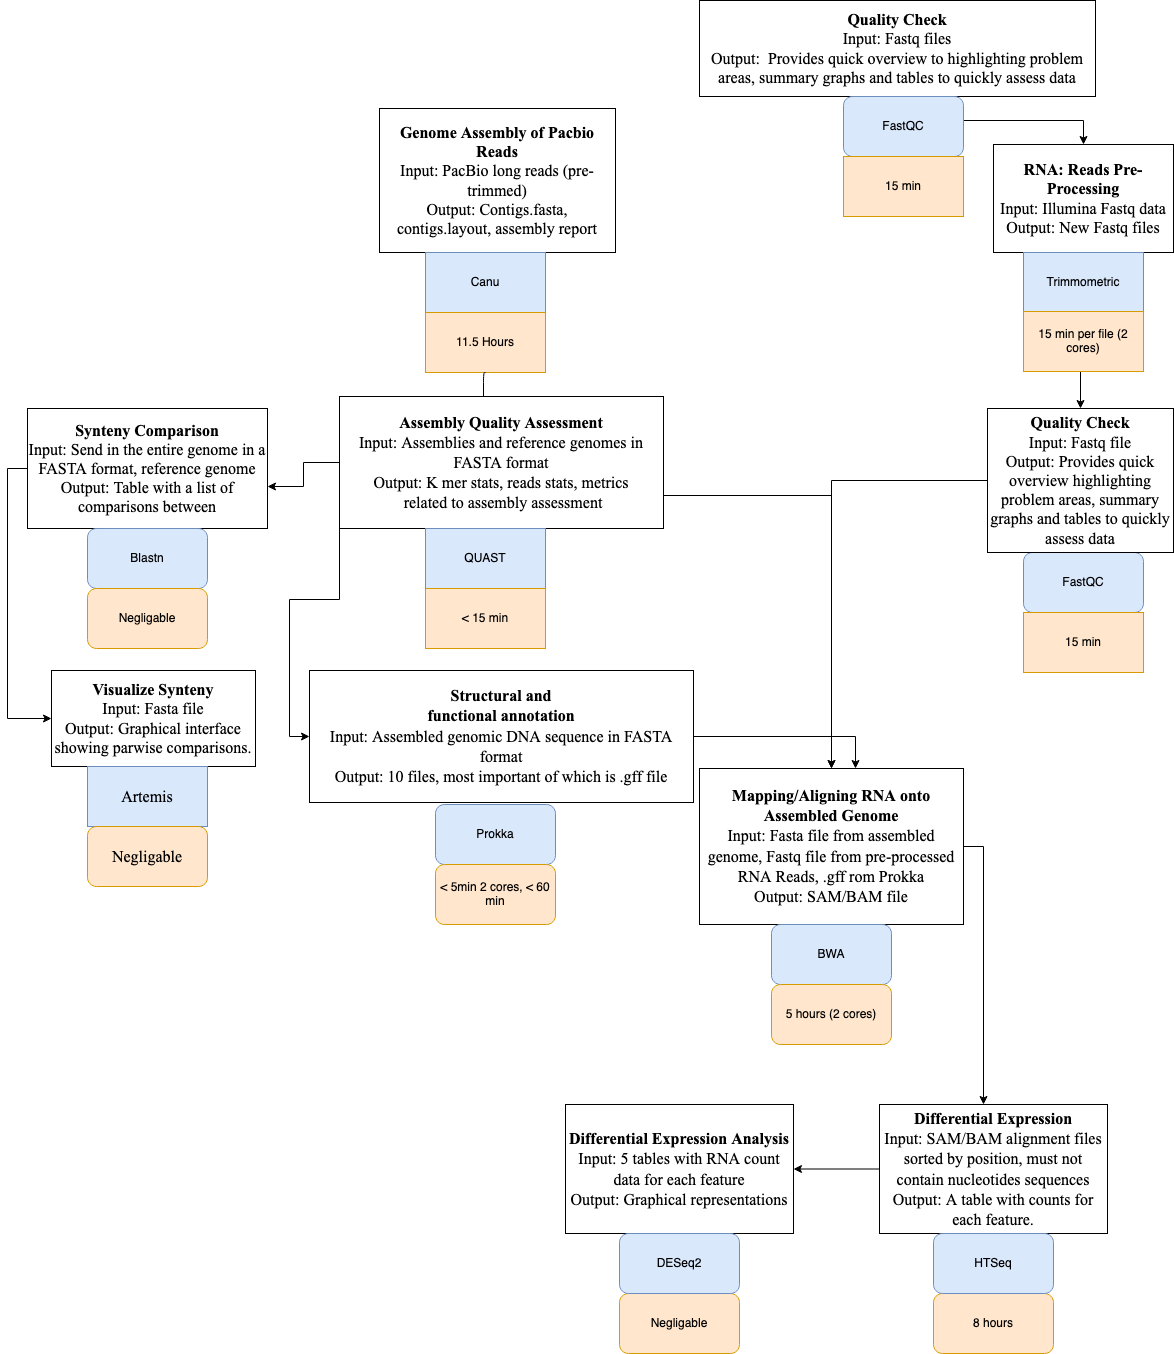 Quality Check
Input: Fastq files
Output:  Provides quick overview to highlighting problem
areas, summary graphs and tables to quickly assess data
FastQC
15 min
Genome Assembly of Pacbio
Reads
Input: PacBio long reads (pre-
trimmed)
Output: Contigs.fasta,
contigs.layout, assembly report
Canu
11.5 Hours
RNA: Reads Pre-
Processing
Input: Illumina Fastq data
Output: New Fastq files
Trimmometric
15 min per file (2
cores)
Synteny Comparison
Input: Send in the entire genome in a
FASTA format, reference genome
Output: Table with a list of
comparisons between
Blastn
Negligable
Assembly Quality Assessment
Input: Assemblies and reference genomes in
FASTA format
Output: K mer stats, reads stats, metrics
related to assembly assessment
QUAST
< 15 min
Quality Check
Input: Fastq file
Output: Provides quick
overview highlighting
problem areas, summary
graphs and tables to quickly
assess data
FastQC
15 min
Visualize Synteny
Input: Fasta file
Output: Graphical interface
showing parwise comparisons.
Artemis
Negligable
Structural and
functional annotation
Input: Assembled genomic DNA sequence in FASTA
format
Output: 10 files, most important of which is .gff file
Prokka
< 5min 2 cores, < 60
min
Mapping/Aligning RNA onto
Assembled Genome
Input: Fasta file from assembled
genome, Fastq file from pre-processed
RNA Reads, .gff rom Prokka
Output: SAM/BAM file
BWA
5 hours (2 cores)
Differential Expression Analysis
Input: 5 tables with RNA count
data for each feature
Output: Graphical representations
DESeq2
Negligable
Differential Expression
Input: SAM/BAM alignment files
sorted by position, must not
contain nucleotides sequences
Output: A table with counts for
each feature.
HTSeq
8 hours